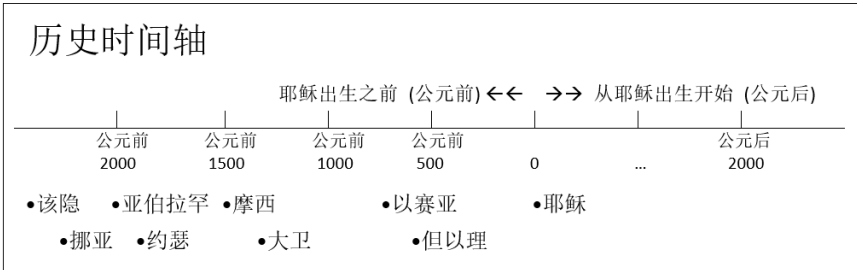 历史时间轴
耶稣出生之前 (公元前) ←← →→ 从耶稣出生开始 (公元后)
公元前 公元前 公元前 公元前 公元后
2000 1500 1000 500 0 ... 2000
•该隐 •亚伯拉罕 •摩西 •以赛亚 •耶稣
•挪亚 •约瑟 •大卫 •但以理